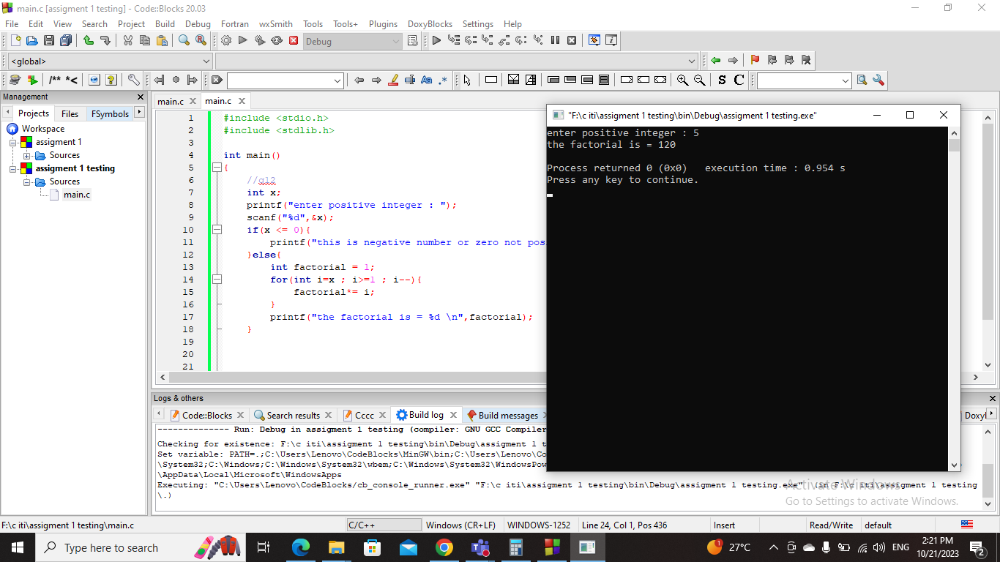 main.c [assigment 1 testing] - Code::Blocks 20.03
File Edit View Search Project Build Debug Fortran wxSmith Tools Tools+ Plugins DoxyBlocks Settings Help
Debug
<global>
/** *<
Aa .*
S C
Management
Projects Files FSymbols
Workspace
assigment 1
Sources
assigment 1 testing
Sources
main.c
main.c main.c
1 #include <stdio.h>
2 #include <stdlib.h>
3
4 int main()
5 {
6 //q12
7 int x;
8 printf("enter positive integer : ");
9 scanf("%d",&x);
10 if(x <= 0){
11 printf("this is negative number or zero not pos
12 }else{
13 int factorial = 1;
14 for(int i=x ; i>=1 ; i--){
15 factorial*= i;
16 }
17 printf("the factorial is = %d \n",factorial);
18 }
19
20
21
"F:\c iti\assigment 1 testing\bin\Debug\assigment 1 testing.exe"
enter positive integer : 5
the factorial is = 120
Process returned 0 (0x0)   execution time : 0.954 s
Press any key to continue.
Logs & others
Code::Blocks Search results Cccc Build log Build messages Doxyl
-------------- Run: Debug in assigment 1 testing (compiler: GNU GCC Compiler
Checking for existence: F:\c iti\assigment 1 testing\bin\Debug\assigment 1 t
Set variable: PATH=.;C:\Users\Lenovo\CodeBlocks\MinGW\bin;C:\Users\Lenovo\Co
\System32;C:\Windows;C:\Windows\System32\wbem;C:\Windows\System32\WindowsPow
\AppData\Local\Microsoft\WindowsApps
Executing: "C:\Users\Lenovo\CodeBlocks/cb_console_runner.exe" "F:\c iti\assigment 1 testing\bin\Debug\assigment 1 testing.exe" (in F:\c iti\assigment 1 testing
\.)
Activate Windows
Go to Settings to activate Windows.
F:\c iti\assigment 1 testing\main.c C/C++ Windows (CR+LF) WINDOWS-1252 Line 24, Col 1, Pos 436 Insert Read/Write default
Type here to search
1 27°C ENG 2:21 PM
10/21/2023 2